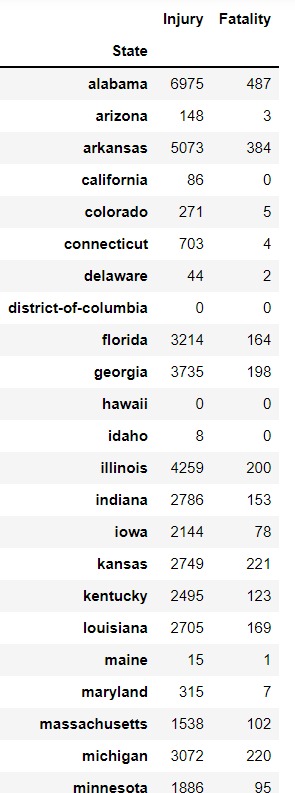 Injury Fatality
State
alabama 6975 487
arizona 148 3
arkansas 5073 384
california 86 0
colorado 271 5
connecticut 703 4
delaware 44 2
district-of-columbia 0 0
florida 3214 164
georgia 3735 198
hawaii 0 0
idaho 8 0
illinois 4259 200
indiana 2786 153
iowa 2144 78
kansas 2749 221
kentucky 2495 123
louisiana 2705 169
maine 15 1
maryland 315 7
massachusetts 1538 102
michigan 3072 220
minnesota 1886 95